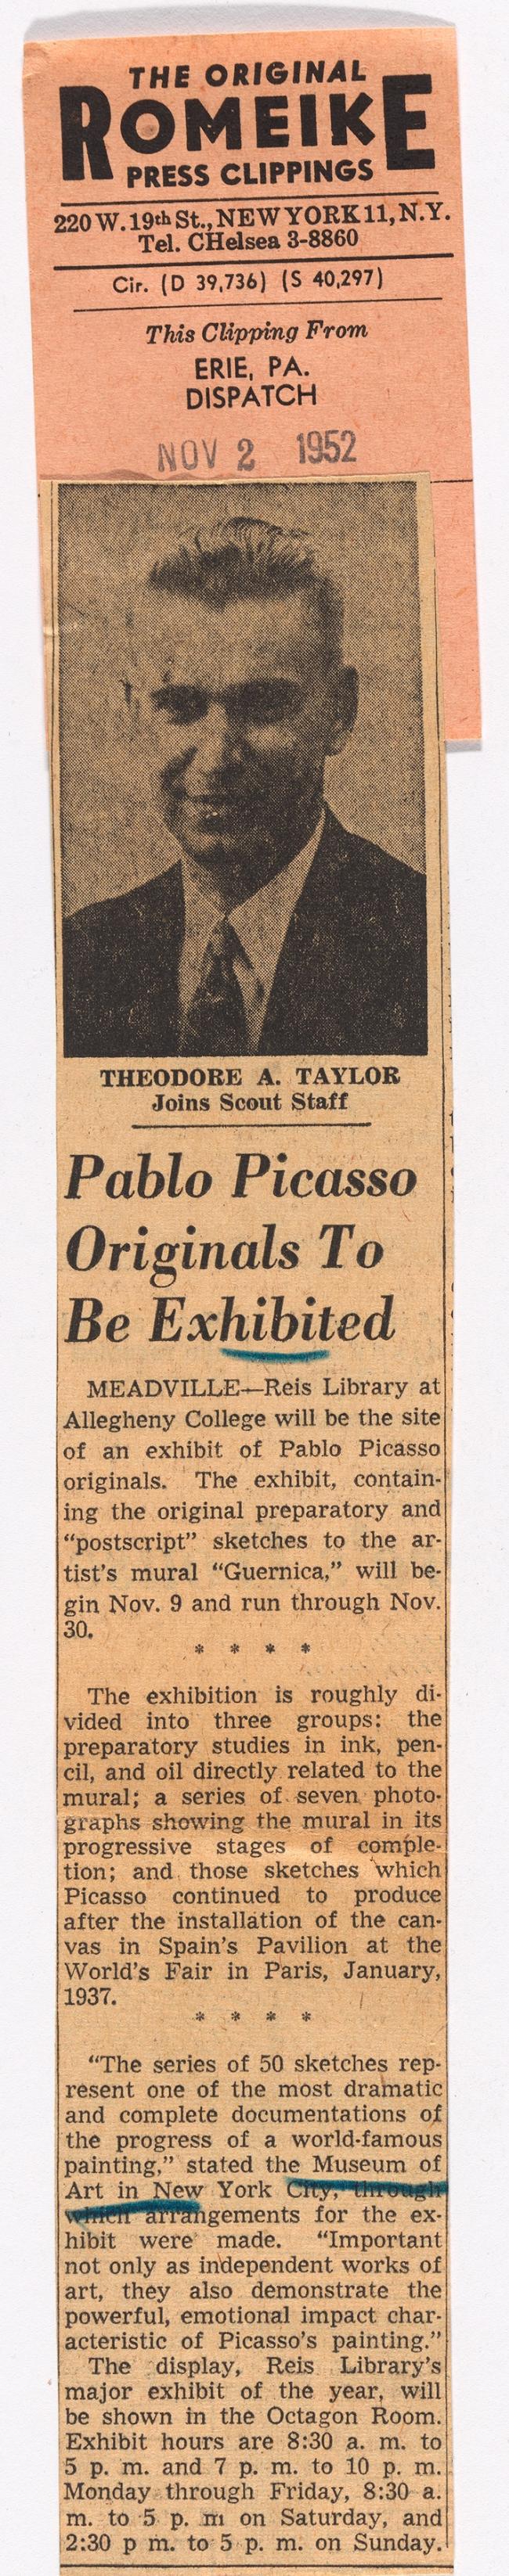 THE ORIGINAL
ROMEIKE
PRESS CLIPPINGS
220 W. 19th St., NEW YORK 11, N.Y.
Tel. CHelsea 3-8860
Cir. (D 39,736) (S 40,297)
This Clipping From
ERIE, PA.
DISPATCH
NOV 2 1952
THEODORE A. TAYLOR
Joins Scout Staff
Pablo Picasso
Originals To
Be Exhibited
MEADVILLE—Reis Library at
Allegheny College will be the site
of an exhibit of Pablo Picasso
originals. The exhibit, contain-
ing the original preparatory and
“postscript” sketches to the ar-
tist's mural “Guernica,” will be-
gin Nov. 9 and run through Nov.
30.
* * * *
The exhibition is roughly di-
vided into three groups: the
preparatory studies in ink, pen-
cil, and oil directly related to the
mural; a series of seven photo-
graphs showing the mural in its
progressive stages of comple-
tion; and those sketches which
Picasso continued to produce
after the installation of the can-
vas in Spain's Pavilion at the
World's Fair in Paris, January,
1937.
* * * *
“The series of 50 sketches rep-
resent one of the most dramatic
and complete documentations of
the progress of a world-famous
painting,” stated the Museum of
Art in New York City, through
which arrangements for the ex-
hibit were made. “Important
not only as independent works of
art, they also demonstrate the
powerful, emotional impact char-
acteristic of Picasso's painting.”
The display, Reis Library's
major exhibit of the year, will
be shown in the Octagon Room.
Exhibit hours are 8:30 a. m. to
5 p. m. and 7 p. m. to 10 p. m.
Monday through Friday, 8:30 a.
m. to 5 p. m on Saturday, and
2:30 p m. to 5 p. m. on Sunday.